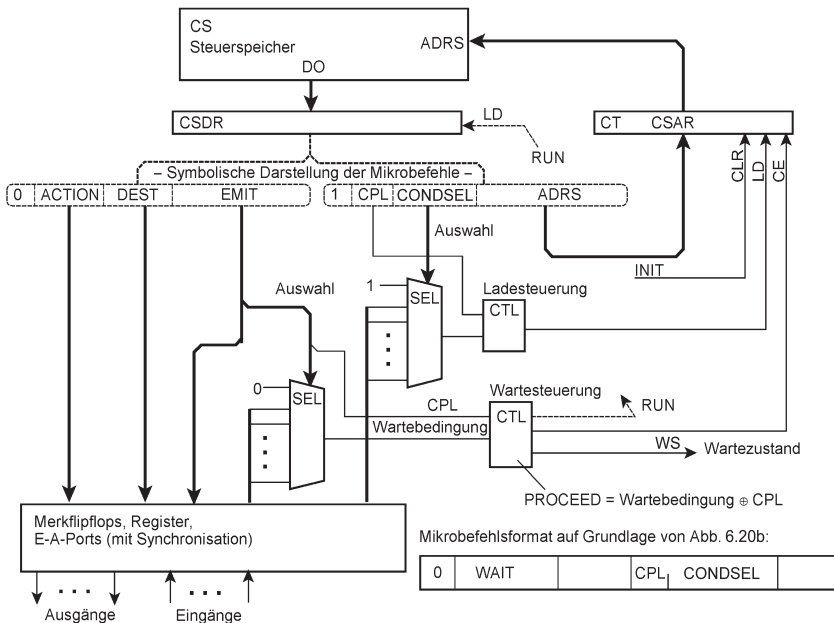 CS
Steuerspeicher
ADRS
DO
CSDR
LD
RUN
CT CSAR
CLR
LD
CE
– Symbolische Darstellung der Mikrobefehle –
0 ACTION DEST EMIT
1 CPL CONDSEL ADRS
Auswahl
INIT
Auswahl
1
SEL
Ladesteuerung
CTL
0
SEL
CPL
Wartebedingung
Wartesteuerung
CTL
RUN
WS
Wartezustand
PROCEED = Wartebedingung ⊕ CPL
Merkflipflops, Register,
E-A-Ports (mit Synchronisation)
Ausgänge
Eingänge
Mikrobefehlsformat auf Grundlage von Abb. 6.20b:
0 WAIT CPL CONDSEL